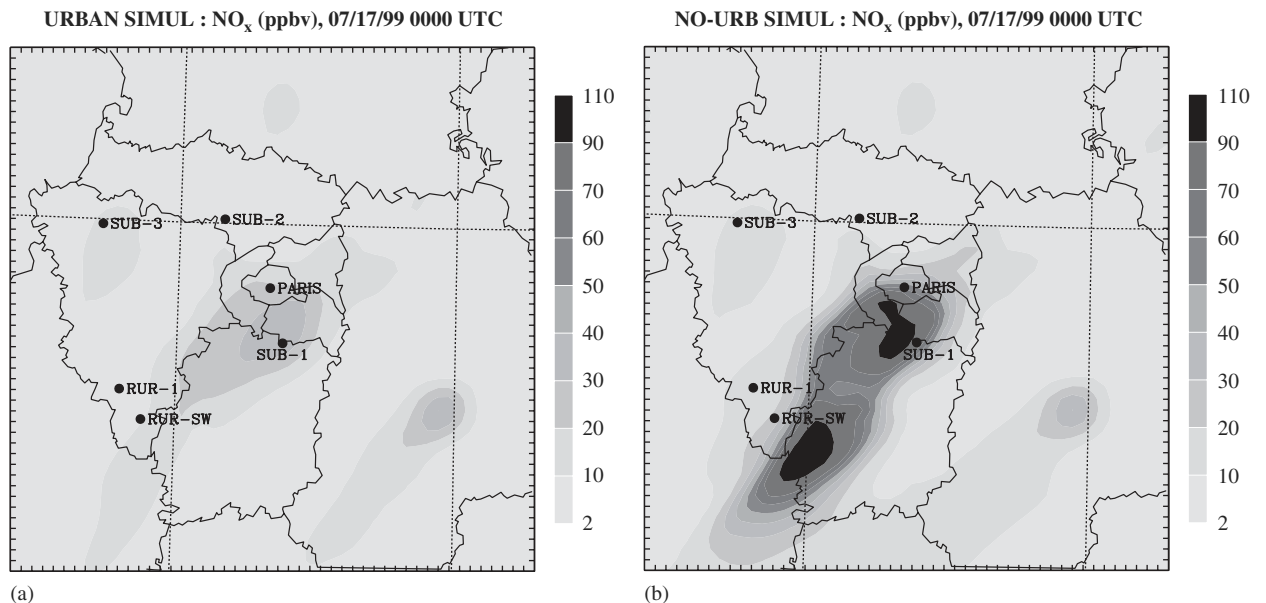 URBAN SIMUL : NOx (ppbv), 07/17/99 0000 UTC
SUB-3
SUB-2
PARIS
SUB-1
RUR-1
RUR-SW
110
90
70
60
50
40
30
20
10
2
(a)
NO-URB SIMUL : NOx (ppbv), 07/17/99 0000 UTC
SUB-3
SUB-2
PARIS
SUB-1
RUR-1
RUR-SW
110
90
70
60
50
40
30
20
10
2
(b)